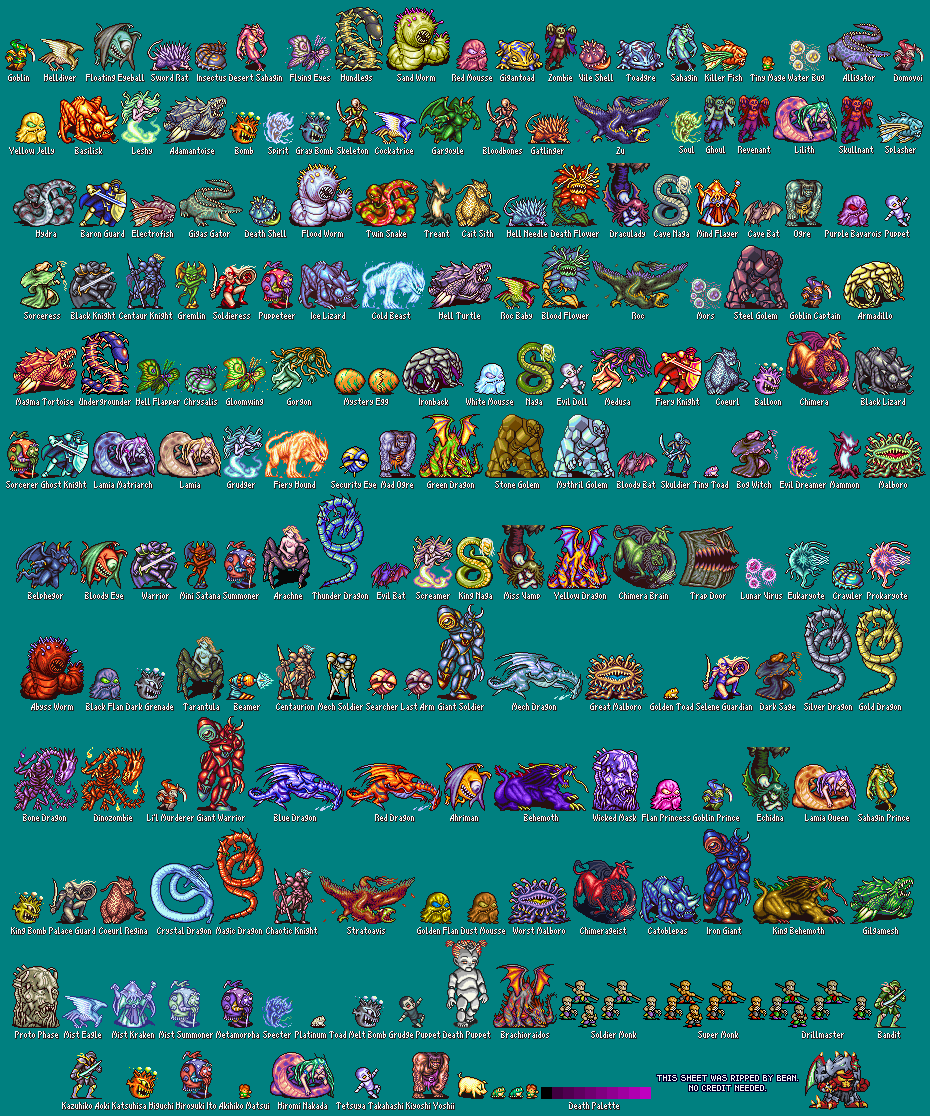 Goblin Helldiver Floating Eyeball Sword Rat Insectus Desert Sahagin Flying Eyes Hundlegs Sand Worm Red Mousse Gigantoad Zombie Vile Shell Toadgre Sahagin Killer Fish Tiny Mage Water Bug Alligator Domovoi
Yellow Jelly Basilisk Leshy Adamantoise Bomb Spirit Gray Bomb Skeleton Cockatrice Gargoyle Bloodbones Gatlinger Zu Soul Ghoul Revenant Lilith Skullnant Splasher
Hydra Baron Guard Electrofish Gigas Gator Death Shell Flood Worm Twin Snake Treant Cait Sith Hell Needle Death Flower Draculady Cave Naga Mind Flayer Cave Bat Ogre Purple Bavarois Puppet
Sorceress Black Knight Centaur Knight Gremlin Soldieress Puppeteer Ice Lizard Cold Beast Hell Turtle Roc Baby Blood Flower Roc Mors Steel Golem Goblin Captain Armadillo
Magma Tortoise Undergrounder Hell Flapper Chrysalis Gloomwing Gorgon Mystery Egg Ironback White Mousse Naga Evil Doll Medusa Fiery Knight Coeurl Balloon Chimera Black Lizard
Sorcerer Ghost Knight Lamia Matriarch Lamia Grudger Fiery Hound Security Eye Mad Ogre Green Dragon Stone Golem Mythril Golem Bloody Bat Skuldier Tiny Toad Bog Witch Evil Dreamer Mammon Malboro
Belphegor Bloody Eye Warrior Mini Satana Summoner Arachne Thunder Dragon Evil Bat Screamer King Naga Miss Vamp Yellow Dragon Chimera Brain Trap Door Lunar Virus Eukaryote Crawler Prokaryote
Abyss Worm Black Flan Dark Grenade Tarantula Beamer Centaurion Mech Soldier Searcher Last Arm Giant Soldier Mech Dragon Great Malboro Golden Toad Selene Guardian Dark Sage Silver Dragon Gold Dragon
Bone Dragon Dinozombie Li'l Murderer Giant Warrior Blue Dragon Red Dragon Ahriman Behemoth Wicked Mask Flan Princess Goblin Prince Echidna Lamia Queen Sahagin Prince
King Bomb Palace Guard Coeurl Regina Crystal Dragon Magic Dragon Chaotic Knight Stratoavis Golden Flan Dust Mousse Worst Malboro Chimerageist Catoblepas Iron Giant King Behemoth Gilgamesh
Proto Phase Mist Eagle Mist Kraken Mist Summoner Metamorpha Specter Platinum Toad Melt Bomb Grudge Puppet Death Puppet Brachioraidos Soldier Monk Super Monk Drillmaster Bandit
THIS SHEET WAS RIPPED BY BEAN.
NO CREDIT NEEDED.
Kazuhiko Aoki Katsuhisa Higuchi Hiroyuki Ito Akihiko Matsui Hiromi Nakada Tetsuya Takahashi Kiyoshi Yoshii Death Palette